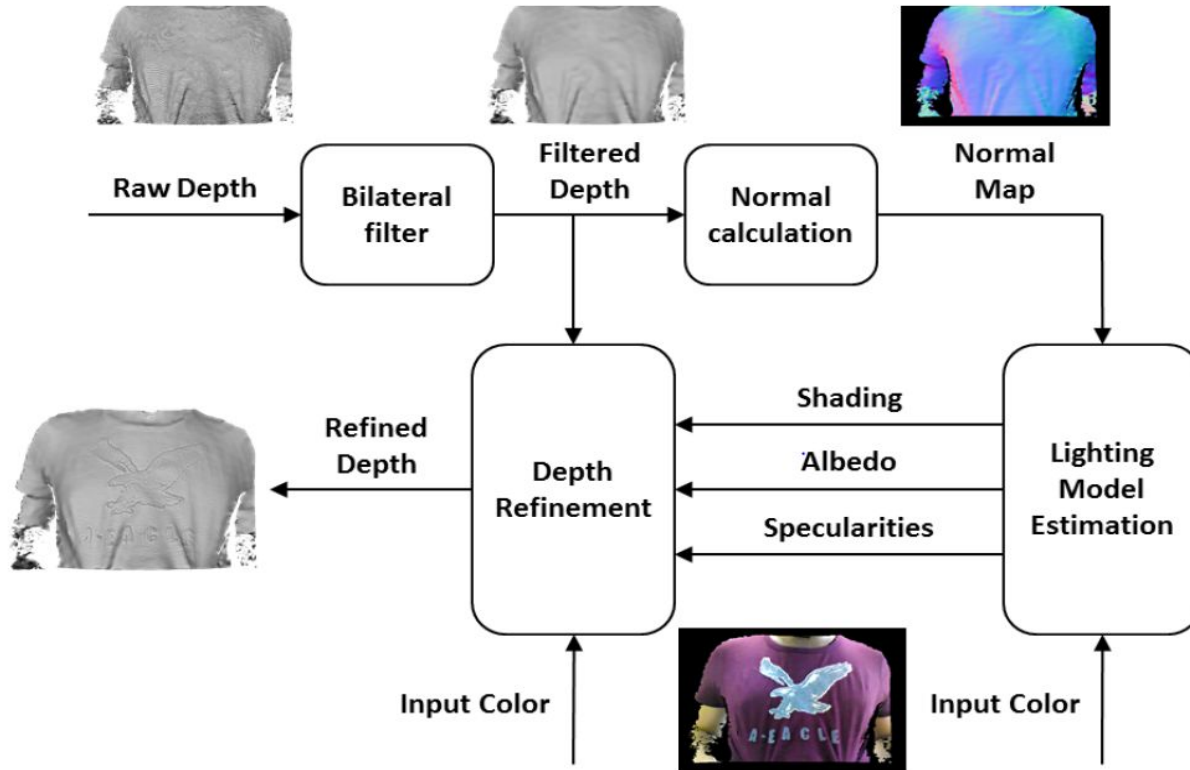 Raw Depth
Bilateral
filter
Filtered
Depth
Normal
calculation
Normal
Map
Shading
Albedo
Specularities
Lighting
Model
Estimation
Depth
Refinement
Refined
Depth
A-EAGLE
Input Color
A-EAGLE
Input Color